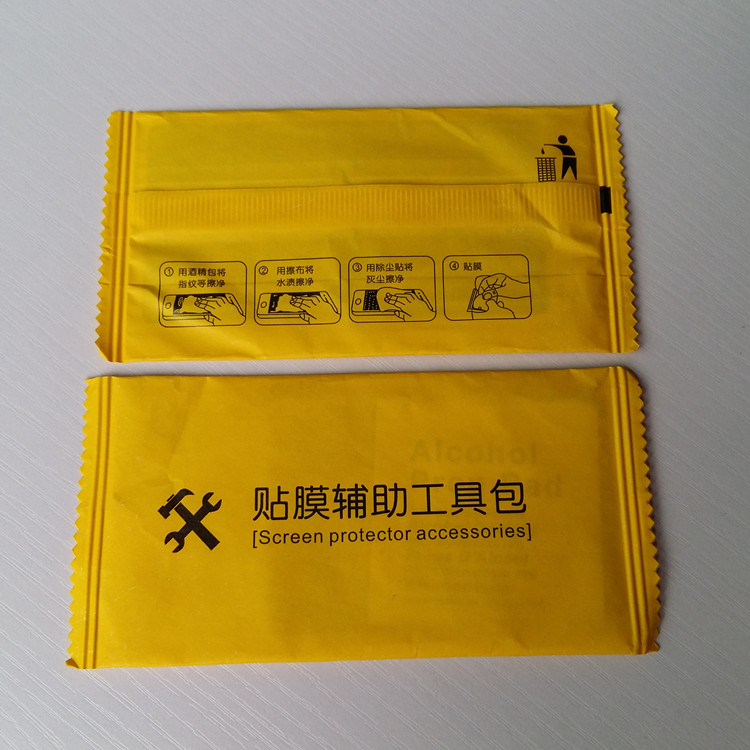 ① 用酒精包将
指纹等擦净
② 用擦布将
水渍擦净
③ 用除尘贴将
灰尘擦净
④ 贴膜
Alcohol
贴膜辅助工具包
[Screen protector accessories]